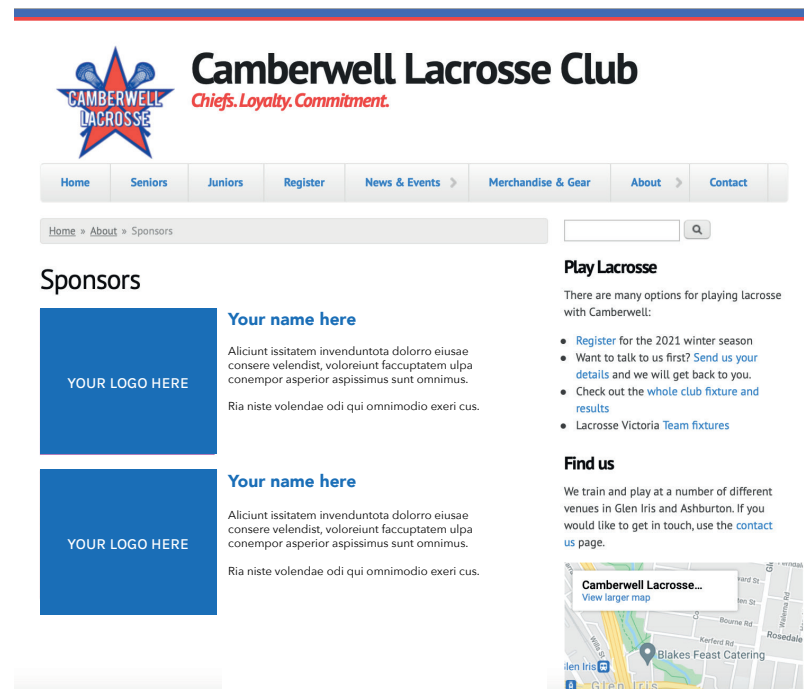 CAMBERWELL
LACROSSE
Camberwell Lacrosse Club
Chiefs. Loyalty. Commitment.
Home Seniors Juniors Register News & Events Merchandise & Gear About Contact
Home » About » Sponsors
Sponsors
YOUR LOGO HERE
Your name here
Aliciunt issitatem invenduntota dolorro eiusae
consere velendist, voloreiunt faccuptatem ulpa
conempor asperior aspissimus sunt omnimus.
Ria niste volendae odi qui omnimodio exeri cus.
YOUR LOGO HERE
Your name here
Aliciunt issitatem invenduntota dolorro eiusae
consere velendist, voloreiunt faccuptatem ulpa
conempor asperior aspissimus sunt omnimus.
Ria niste volendae odi qui omnimodio exeri cus.
Play Lacrosse
There are many options for playing lacrosse
with Camberwell:
Register for the 2021 winter season
Want to talk to us first? Send us your
details and we will get back to you.
Check out the whole club fixture and
results
Lacrosse Victoria Team fixtures
Find us
We train and play at a number of different
venues in Glen Iris and Ashburton. If you
would like to get in touch, use the contact
us page.
Camberwell Lacrosse...
View larger map
Bourne Rd
Walerna Rd
Rosedale
Kerferd Rd
Willis St
Blakes Feast Catering
Glen Iris
Glen Iris